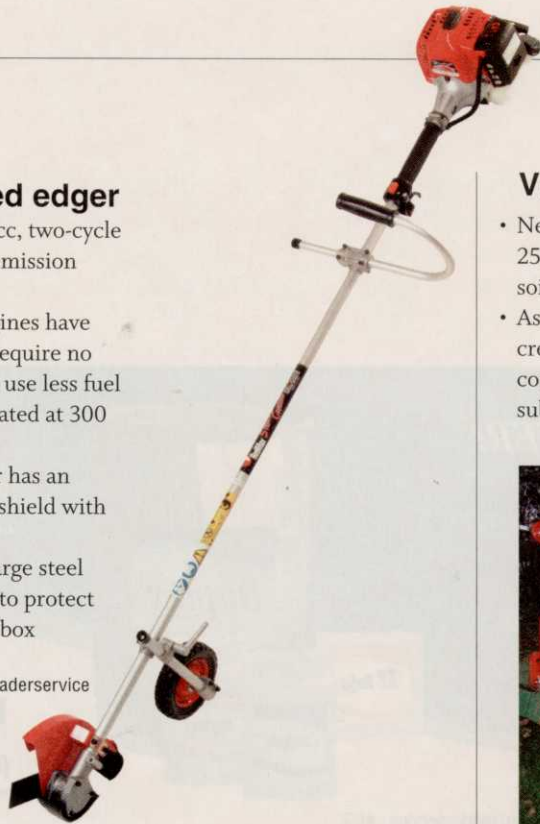 ed edger
cc, two-cycle
mission
ines have
equire no
use less fuel
ated at 300
r has an
shield with
arge steel
to protect
box
aderservice
V
• Ne
25
soi
• As
cre
co
sul